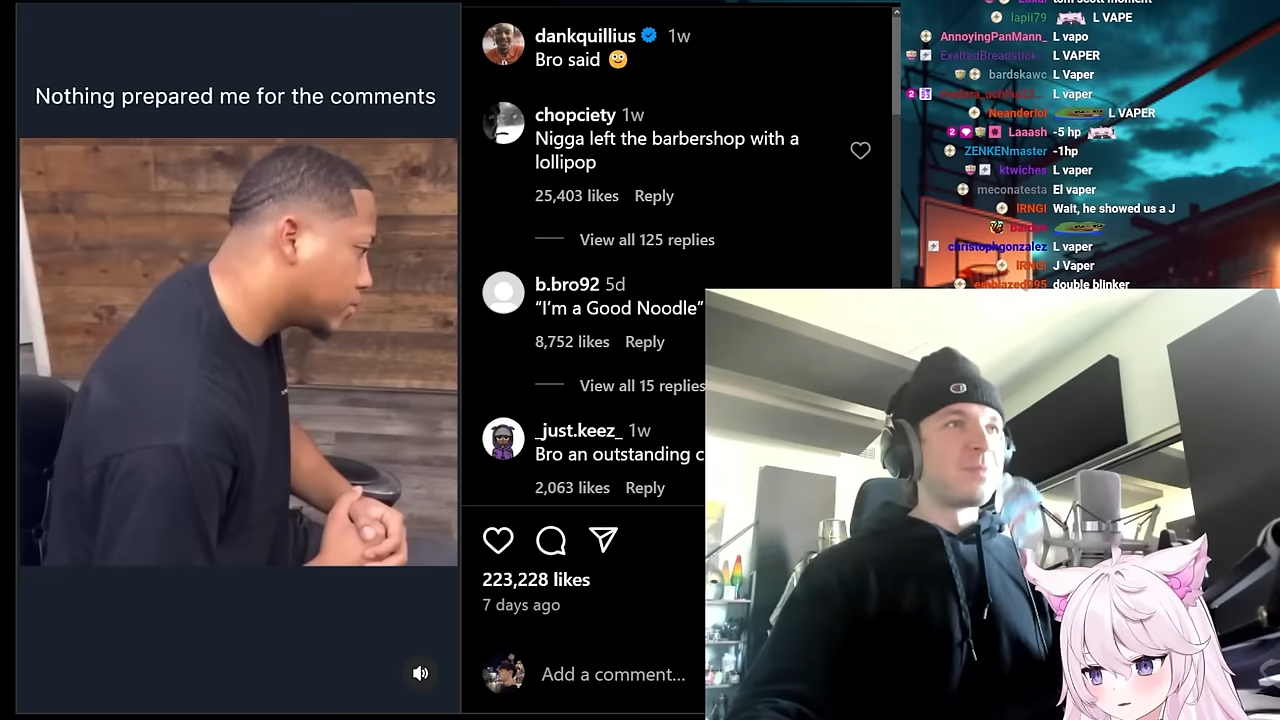 Nothing prepared me for the comments
dankquillius 1w
Bro said
chopciety 1w
Nigga left the barbershop with a
lollipop
25,403 likes Reply
View all 125 replies
b.bro92 5d
“I’m a Good Noodle”
8,752 likes Reply
View all 15 replies
_just.keez_ 1w
Bro an outstanding c
2,063 likes Reply
223,228 likes
7 days ago
Add a comment...
lapii79 L VAPE
AnnoyingPanMann_ L vapo
ExaltedBreadstick... L VAPER
bardskawc L Vaper
L vaper
Neanderlol L VAPER
Laaash -5 hp
ZENKENmaster -1hp
ktwiches L vaper
meconatesta El vaper
IRNGI Wait, he showed us a J
christophgonzalez L vaper
IRNGI J Vaper
double blinker